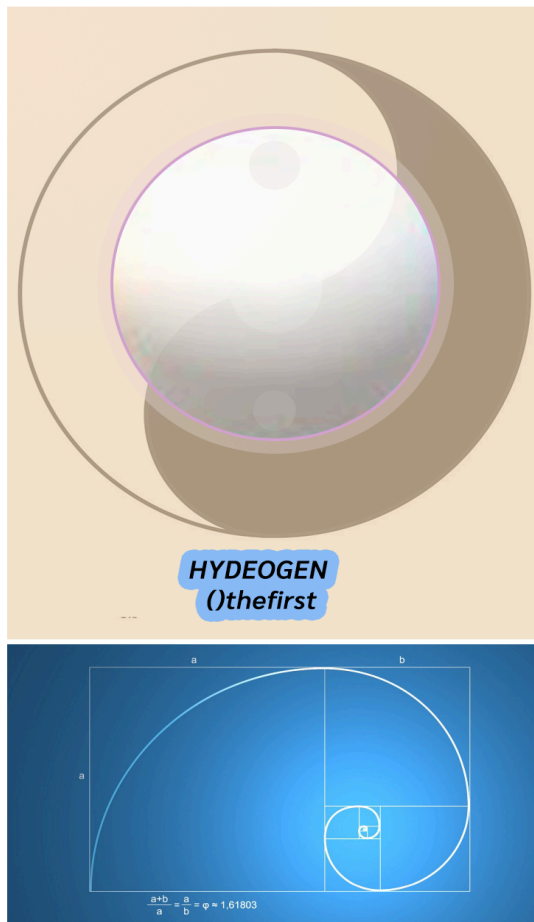 HYDEOGEN
()thefirst
a b
a
a+b/a = a/b = φ ≈ 1,61803